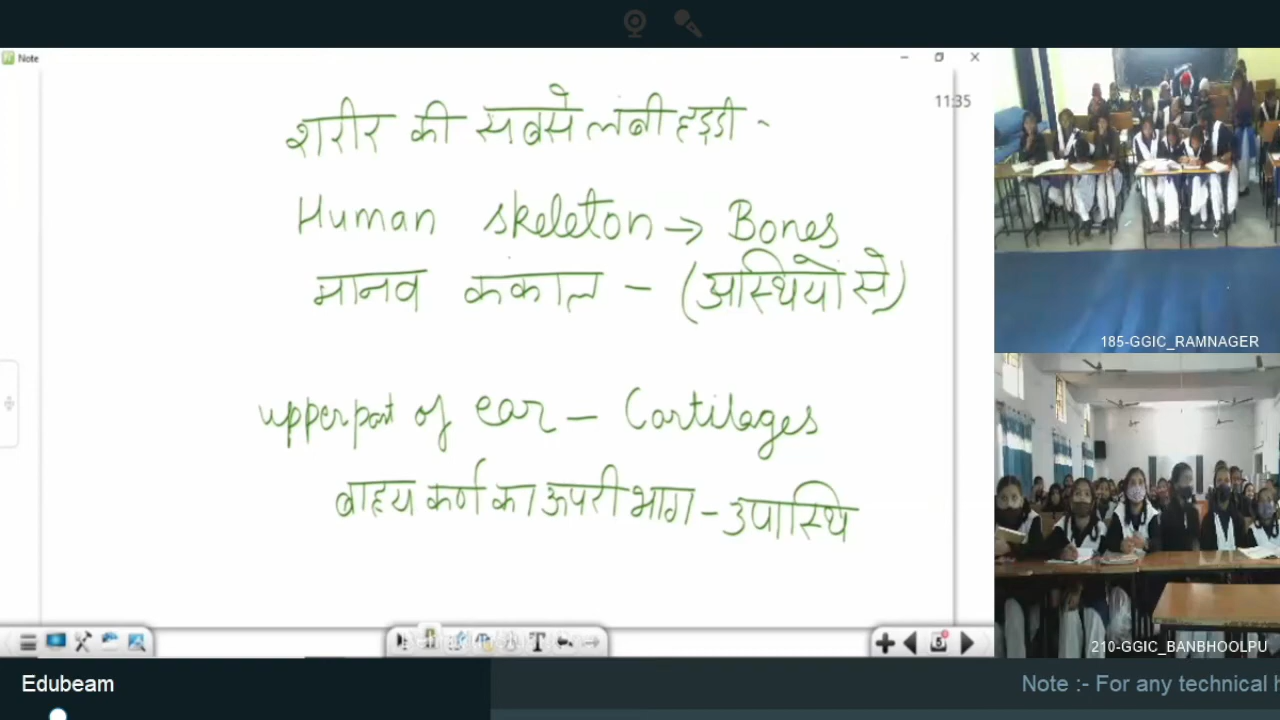 Note
11:35
शरीर की सबसे लंबी हड्डी -
Human skeleton → Bones
मानव कंकाल - (अस्थियों से)
upper part of ear - Cartilages
बाहय कर्ण का ऊपरी भाग - उपास्थि
185-GGIC_RAMNAGER
210-GGIC_BANBHOOLPU
Edubeam
Note :- For any technical h